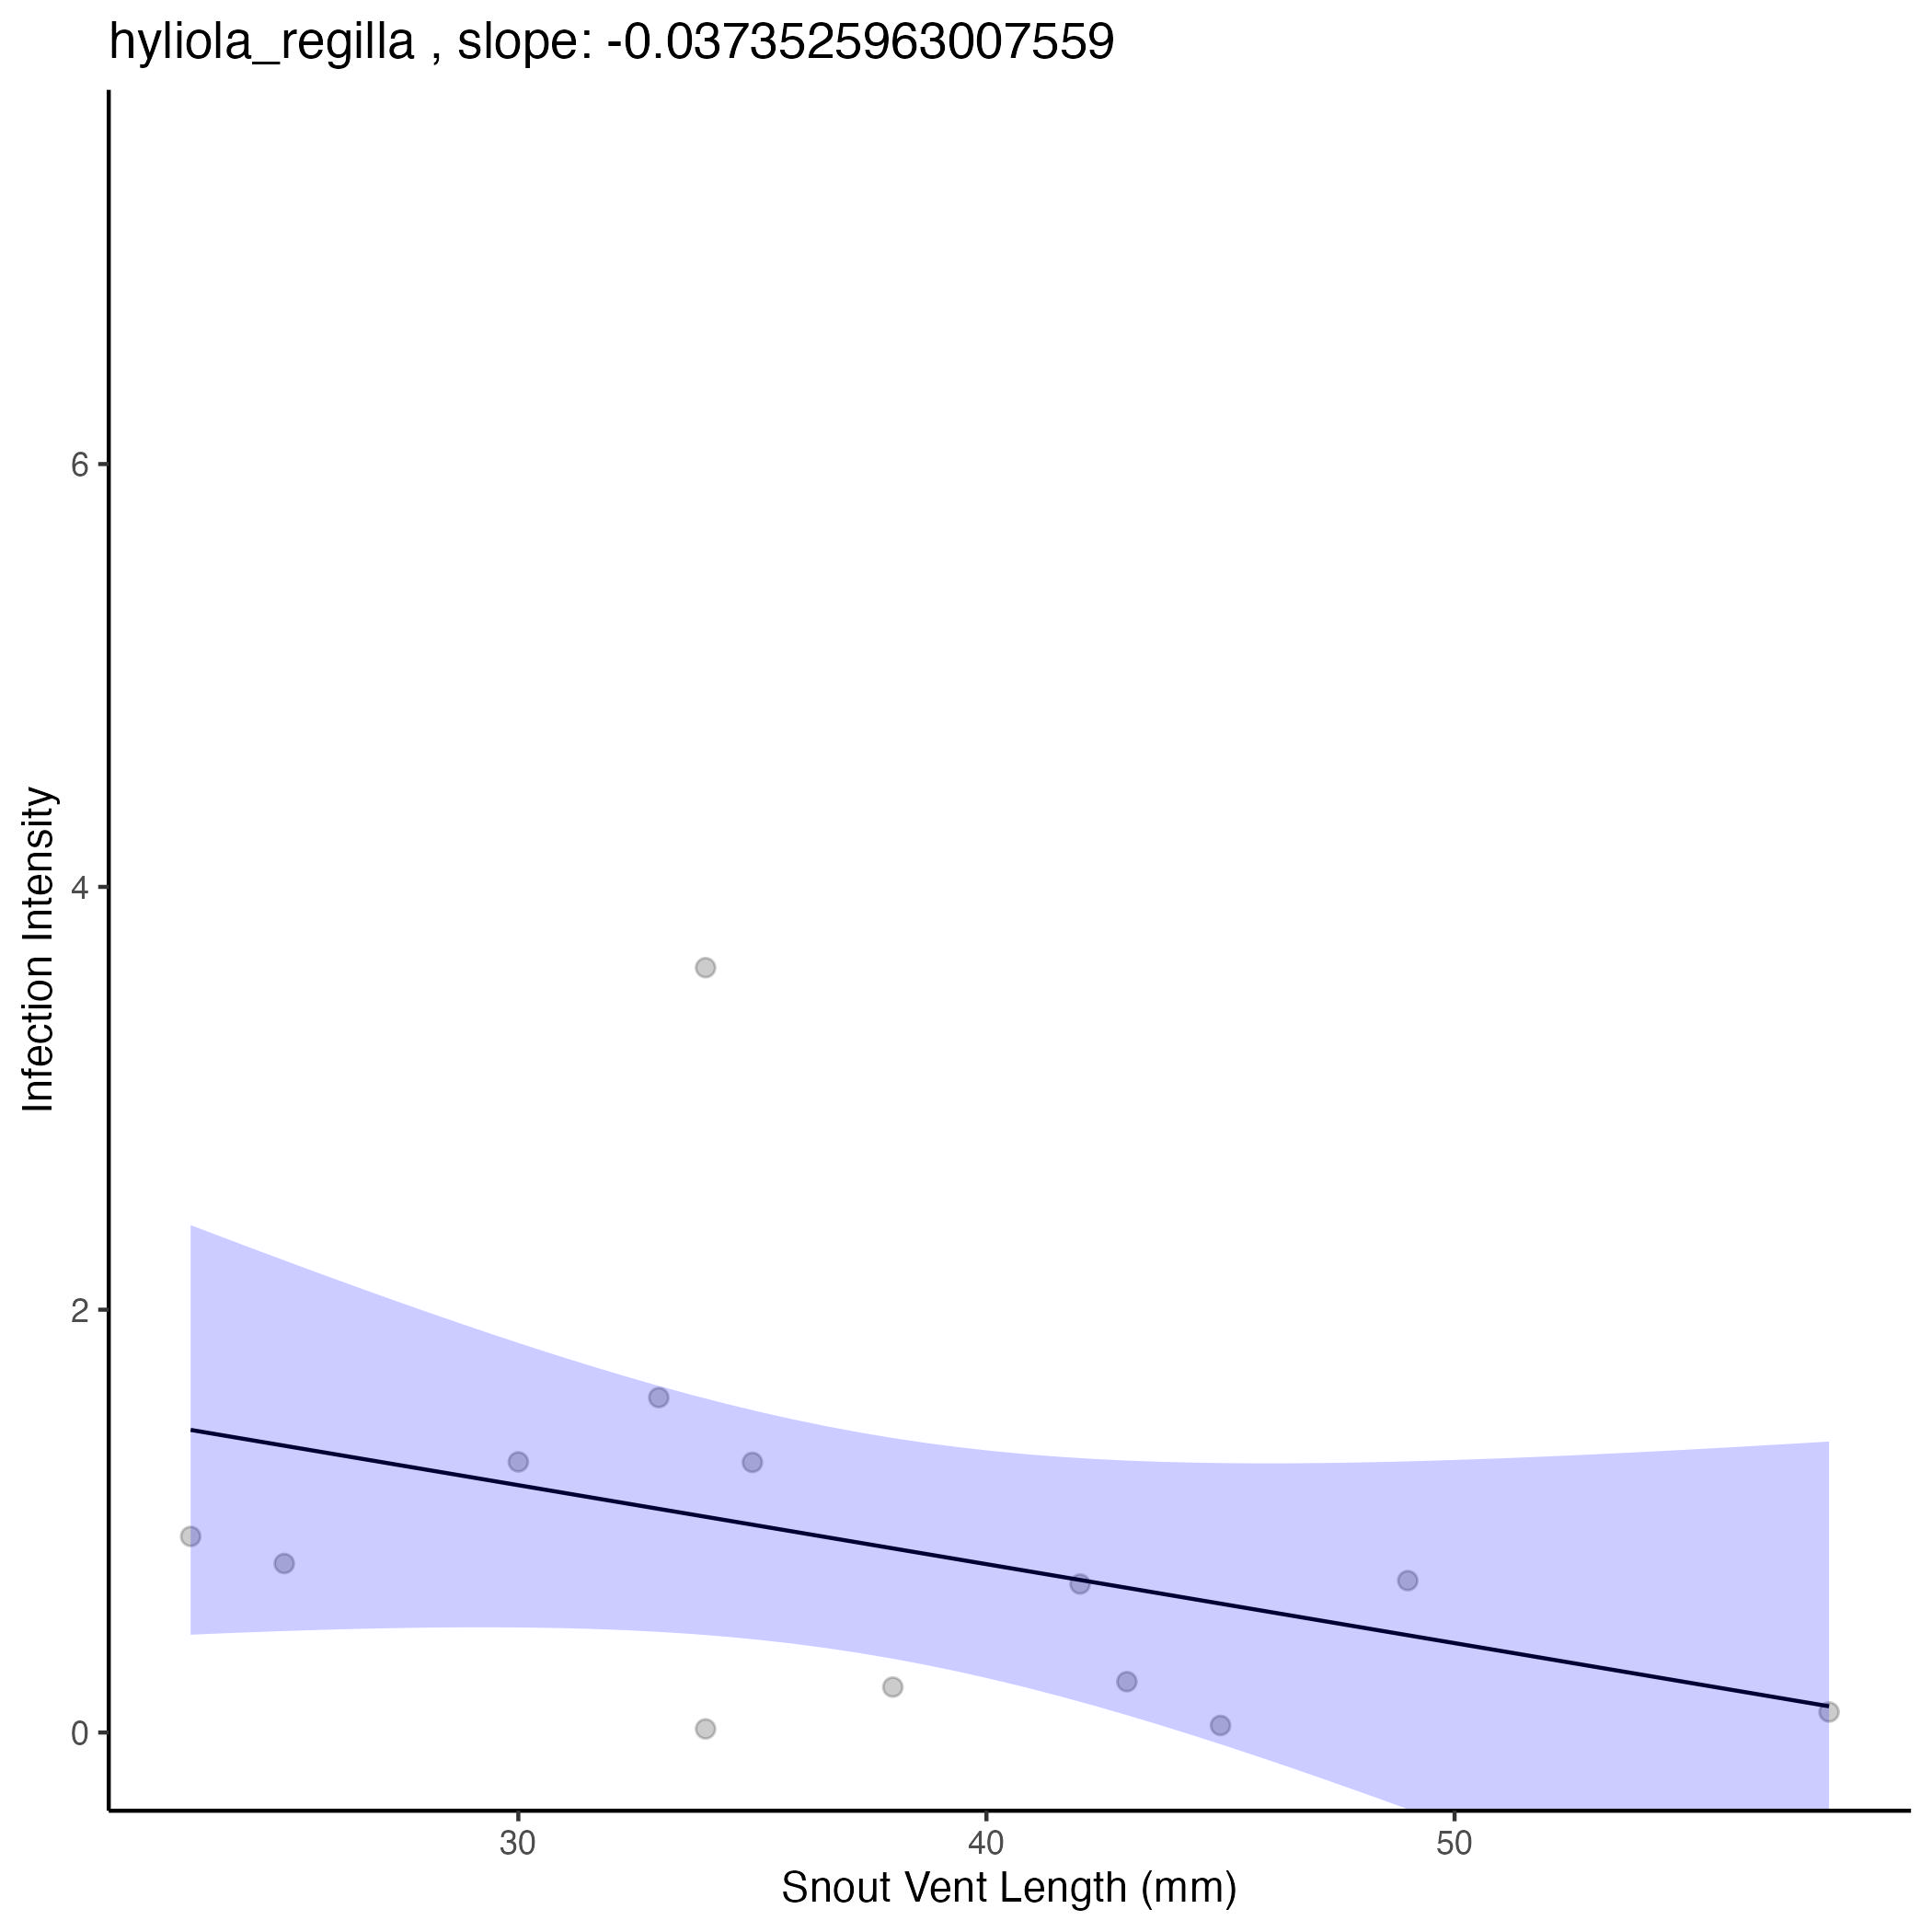 hyliola_regilla , slope: -0.0373525963007559
Infection Intensity
6
4
2
0
30 40 50
Snout Vent Length (mm)